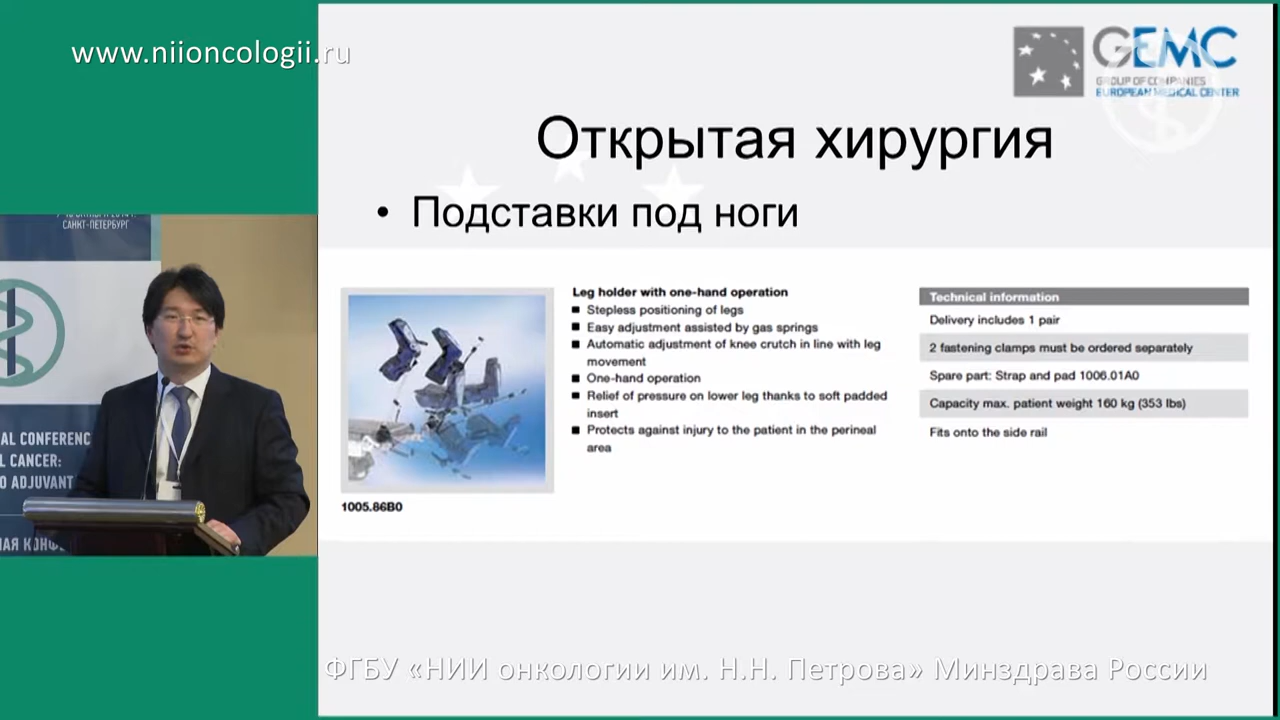 www.niioncologii.ru
GEMC
GROUP OF COMPANIES
EUROPEAN MEDICAL CENTER
Открытая хирургия
• Подставки под ноги
САНКТ-ПЕТЕРБУРГ
AL CONFERENC
L CANCER:
O ADJUVANT
НАЯ КОНФ
Leg holder with one-hand operation
Stepless positioning of legs
Easy adjustment assisted by gas springs
Automatic adjustment of knee crutch in line with leg
movement
One-hand operation
Relief of pressure on lower leg thanks to soft padded
insert
Protects against injury to the patient in the perineal
area
1005.86B0
Technical information
Delivery includes 1 pair
2 fastening clamps must be ordered separately
Spare part: Strap and pad 1006.01A0
Capacity max. patient weight 160 kg (353 lbs)
Fits onto the side rail
ФГБУ «НИИ онкологии им. Н.Н. Петрова» Минздрава России